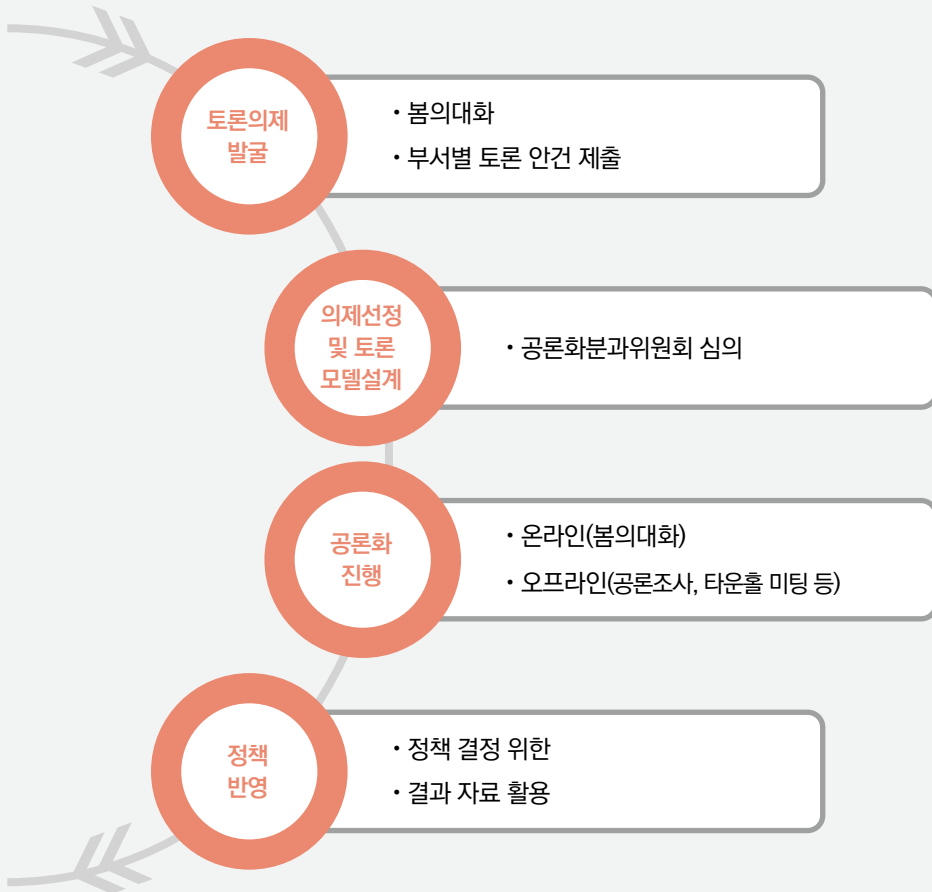 토론의제
발굴
· 봄의대화
· 부서별 토론 안건 제출
의제선정
및 토론
모델설계
· 공론화분과위원회 심의
공론화
진행
· 온라인(봄의대화)
· 오프라인(공론조사, 타운홀 미팅 등)
정책
반영
· 정책 결정 위한
· 결과 자료 활용